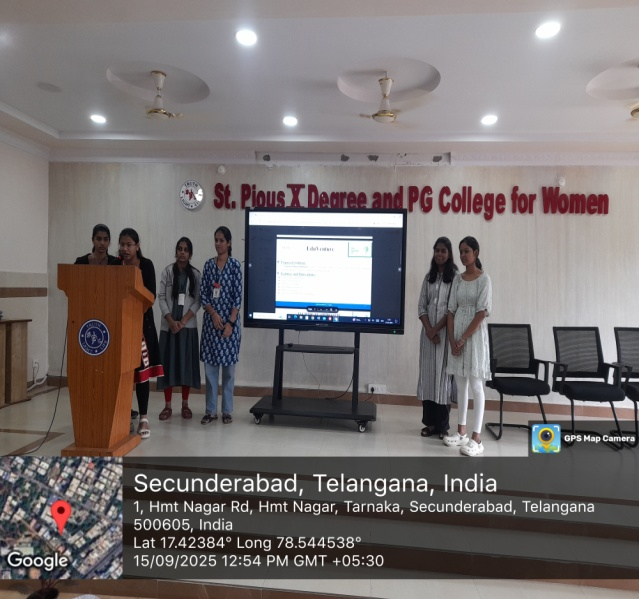 St. Pious X Degree and PG College for Women
GPS Map Camera
Secunderabad, Telangana, India
1, Hmt Nagar Rd, Hmt Nagar, Tarnaka, Secunderabad, Telangana
500605, India
Lat 17.42384° Long 78.544538°
15/09/2025 12:54 PM GMT +05:30
Google